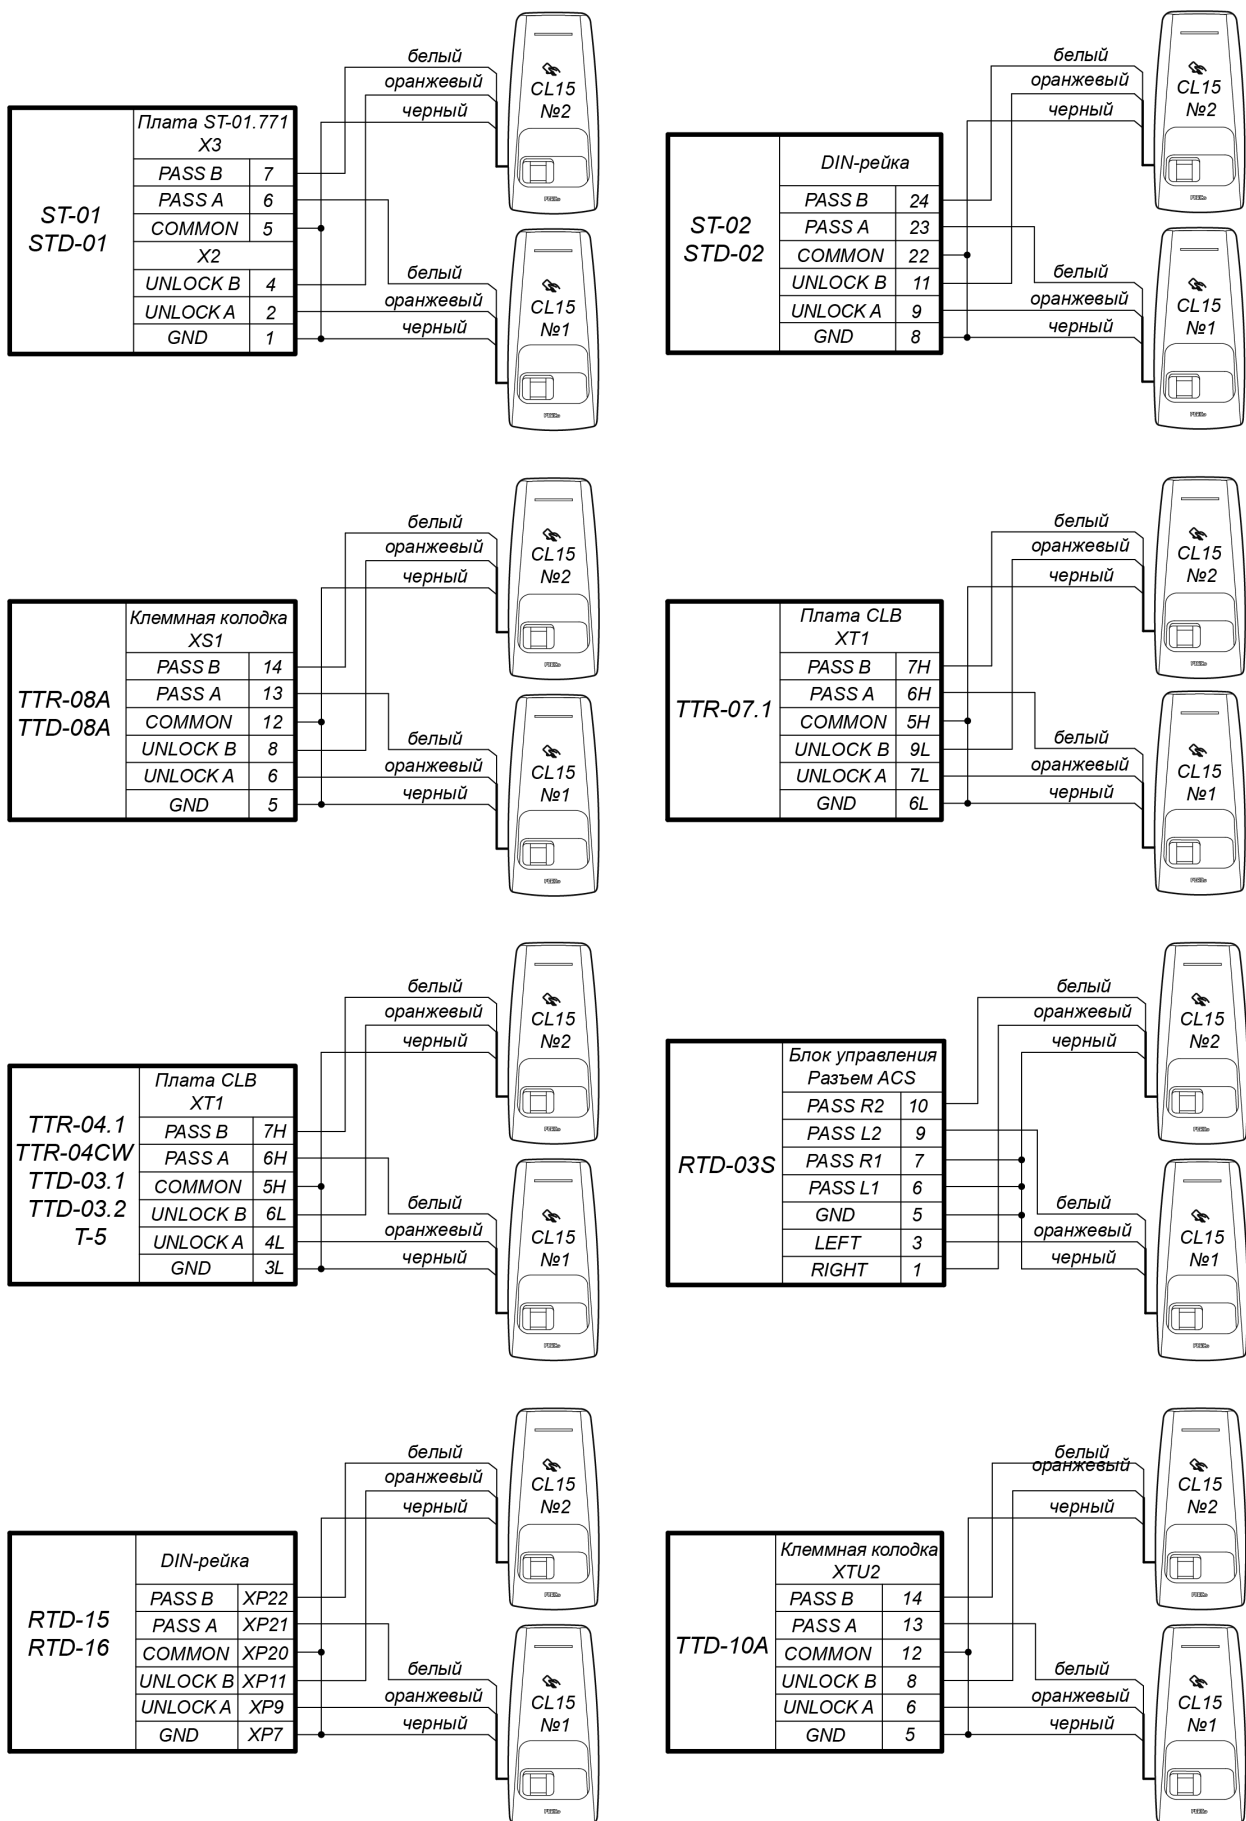 белый
оранжевый
черный
CL15
№2
Плата ST-01.771
X3
PASS B 7
PASS A 6
COMMON 5
X2
UNLOCK B 4
UNLOCK A 2
GND 1
ST-01
STD-01
белый
оранжевый
черный
CL15
№1
белый
оранжевый
черный
CL15
№2
DIN-рейка
PASS B 24
PASS A 23
COMMON 22
UNLOCK B 11
UNLOCK A 9
GND 8
ST-02
STD-02
белый
оранжевый
черный
CL15
№1
белый
оранжевый
черный
CL15
№2
Клеммная колодка
XS1
PASS B 14
PASS A 13
COMMON 12
UNLOCK B 8
UNLOCK A 6
GND 5
TTR-08A
TTD-08A
белый
оранжевый
черный
CL15
№1
белый
оранжевый
черный
CL15
№2
Плата CLB
XT1
PASS B 7H
PASS A 6H
COMMON 5H
UNLOCK B 9L
UNLOCK A 7L
GND 6L
TTR-07.1
белый
оранжевый
черный
CL15
№1
белый
оранжевый
черный
CL15
№2
Плата CLB
XT1
PASS B 7H
PASS A 6H
COMMON 5H
UNLOCK B 6L
UNLOCK A 4L
GND 3L
TTR-04.1
TTR-04CW
TTD-03.1
TTD-03.2
T-5
белый
оранжевый
черный
CL15
№1
белый
оранжевый
черный
CL15
№2
Блок управления
Разъем ACS
PASS R2 10
PASS L2 9
PASS R1 7
PASS L1 6
GND 5
LEFT 3
RIGHT 1
RTD-03S
белый
оранжевый
черный
CL15
№1
белый
оранжевый
черный
CL15
№2
DIN-рейка
PASS B XP22
PASS A XP21
COMMON XP20
UNLOCK B XP11
UNLOCK A XP9
GND XP7
RTD-15
RTD-16
белый
оранжевый
черный
CL15
№1
белый
оранжевый
черный
CL15
№2
Клеммная колодка
XTU2
PASS B 14
PASS A 13
COMMON 12
UNLOCK B 8
UNLOCK A 6
GND 5
TTD-10A
белый
оранжевый
черный
CL15
№1